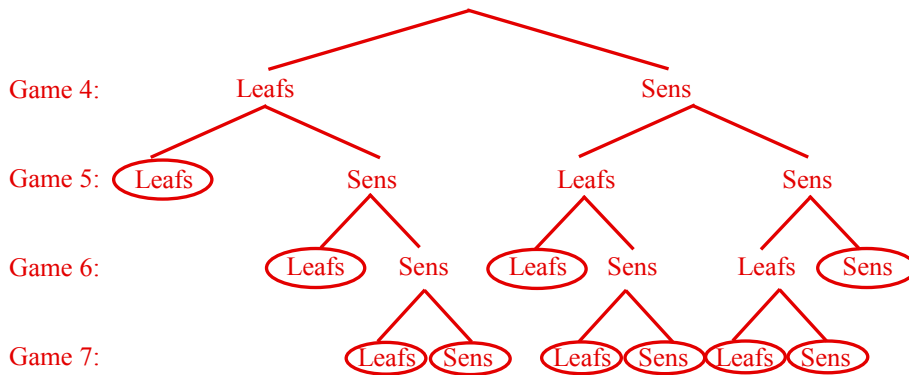 Game 4: Leafs Sens
Game 5: Leafs Sens Leafs Sens
Game 6: Leafs Sens Leafs Sens Leafs Sens
Game 7: Leafs Sens Leafs Sens Leafs Sens